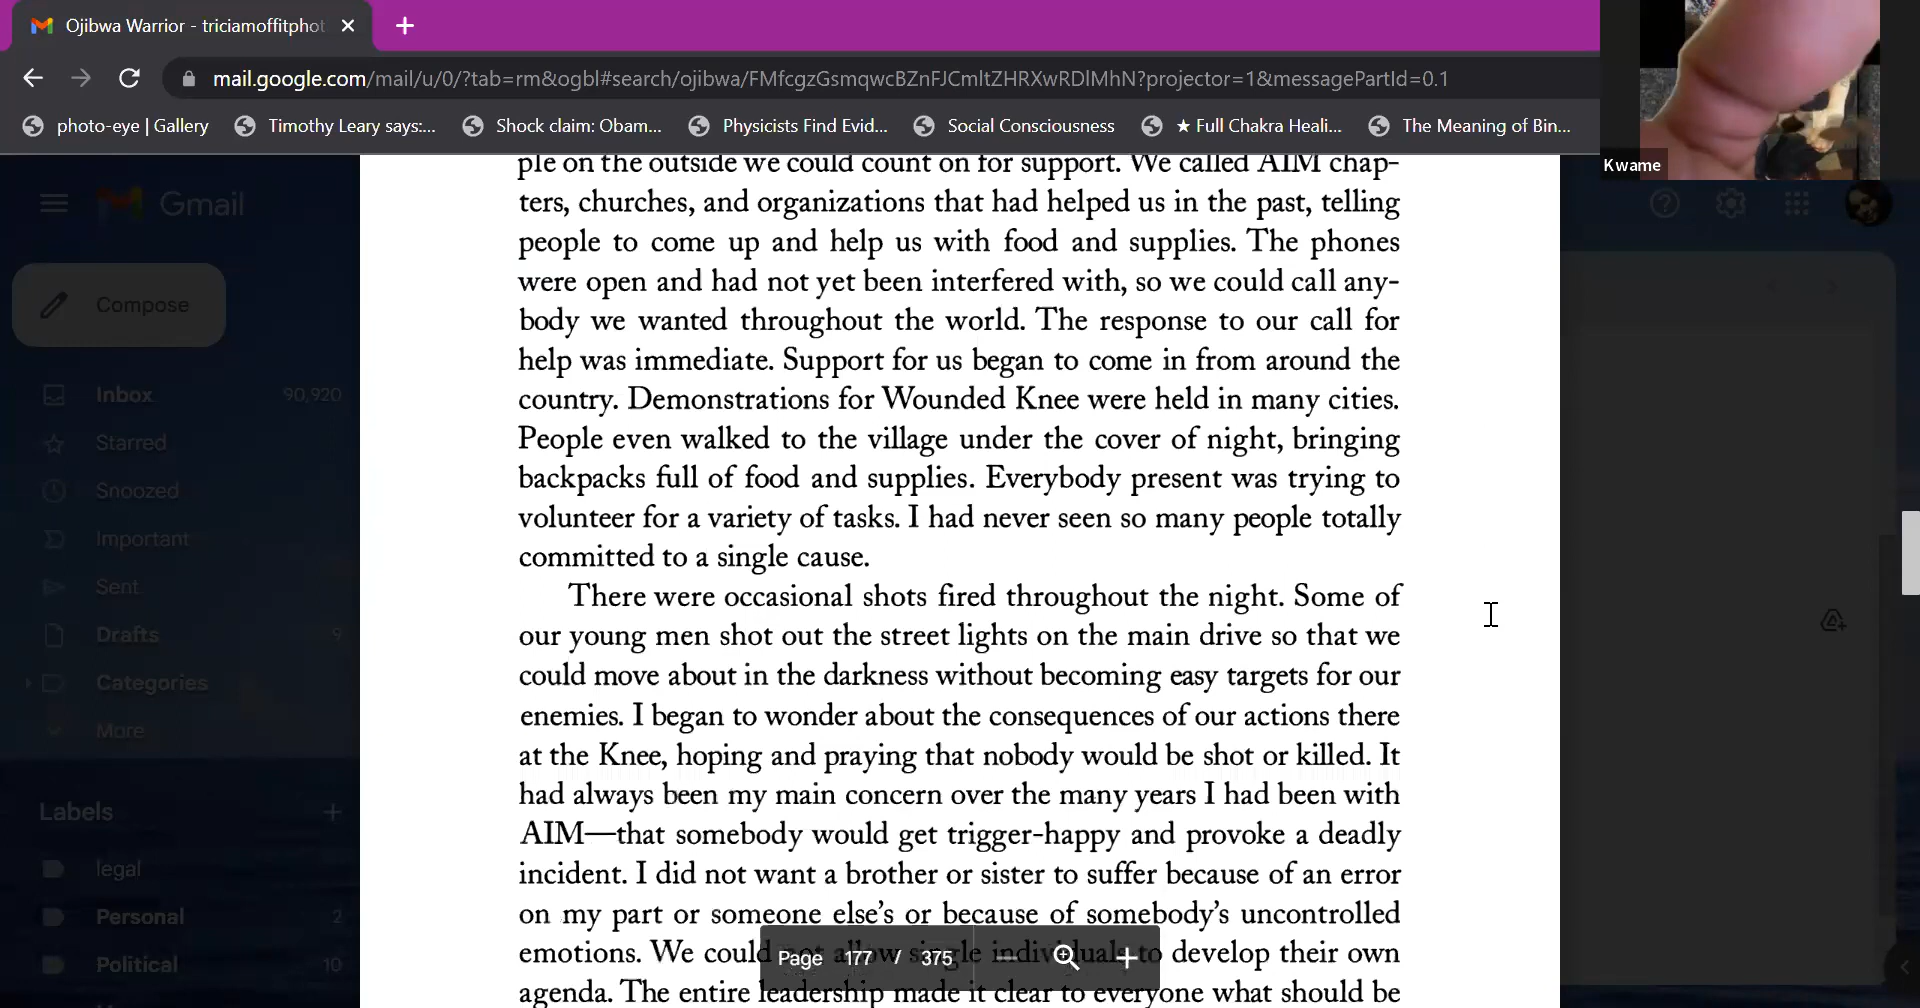 Ojibwa Warrior - triciamoffitphot
mail.google.com/mail/u/0/?tab=rm&ogbl#search/ojibwa/FMfcgzGsmqwcBZnFJCmltZHRXwRDlMhN?projector=1&messagePartId=0.1
photo-eye | Gallery
Timothy Leary says:...
Shock claim: Obam...
Physicists Find Evid...
Social Consciousness
★ Full Chakra Heali...
The Meaning of Bin...
Kwame
Gmail
Compose
Inbox 90,920
Starred
Snoozed
Important
Sent
Drafts 9
Categories
More
Labels
legal
Personal 2
Political 10
ple on the outside we could count on for support. We called AIM chap-
ters, churches, and organizations that had helped us in the past, telling
people to come up and help us with food and supplies. The phones
were open and had not yet been interfered with, so we could call any-
body we wanted throughout the world. The response to our call for
help was immediate. Support for us began to come in from around the
country. Demonstrations for Wounded Knee were held in many cities.
People even walked to the village under the cover of night, bringing
backpacks full of food and supplies. Everybody present was trying to
volunteer for a variety of tasks. I had never seen so many people totally
committed to a single cause.
There were occasional shots fired throughout the night. Some of
our young men shot out the street lights on the main drive so that we
could move about in the darkness without becoming easy targets for our
enemies. I began to wonder about the consequences of our actions there
at the Knee, hoping and praying that nobody would be shot or killed. It
had always been my main concern over the many years I had been with
AIM—that somebody would get trigger-happy and provoke a deadly
incident. I did not want a brother or sister to suffer because of an error
on my part or someone else's or because of somebody's uncontrolled
emotions. We could not allow single individuals to develop their own
agenda. The entire leadership made it clear to everyone what should be
Page 177 / 375